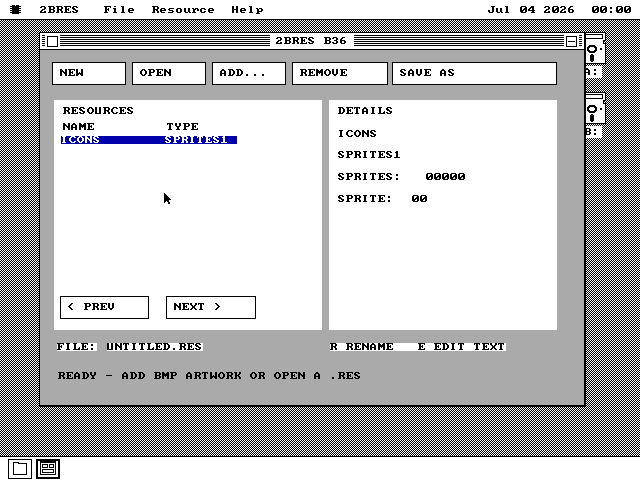 2BRES File Resource Help Jul 04 2026 00:00
2BRES B36
NEW OPEN ADD... REMOVE SAVE AS
A:
B:
RESOURCES
NAME TYPE
ICONS SPRITES1
< PREV NEXT >
DETAILS
ICONS
SPRITES1
SPRITES: 00000
SPRITE: 00
FILE: UNTITLED.RES R RENAME E EDIT TEXT
READY - ADD BMP ARTWORK OR OPEN A .RES